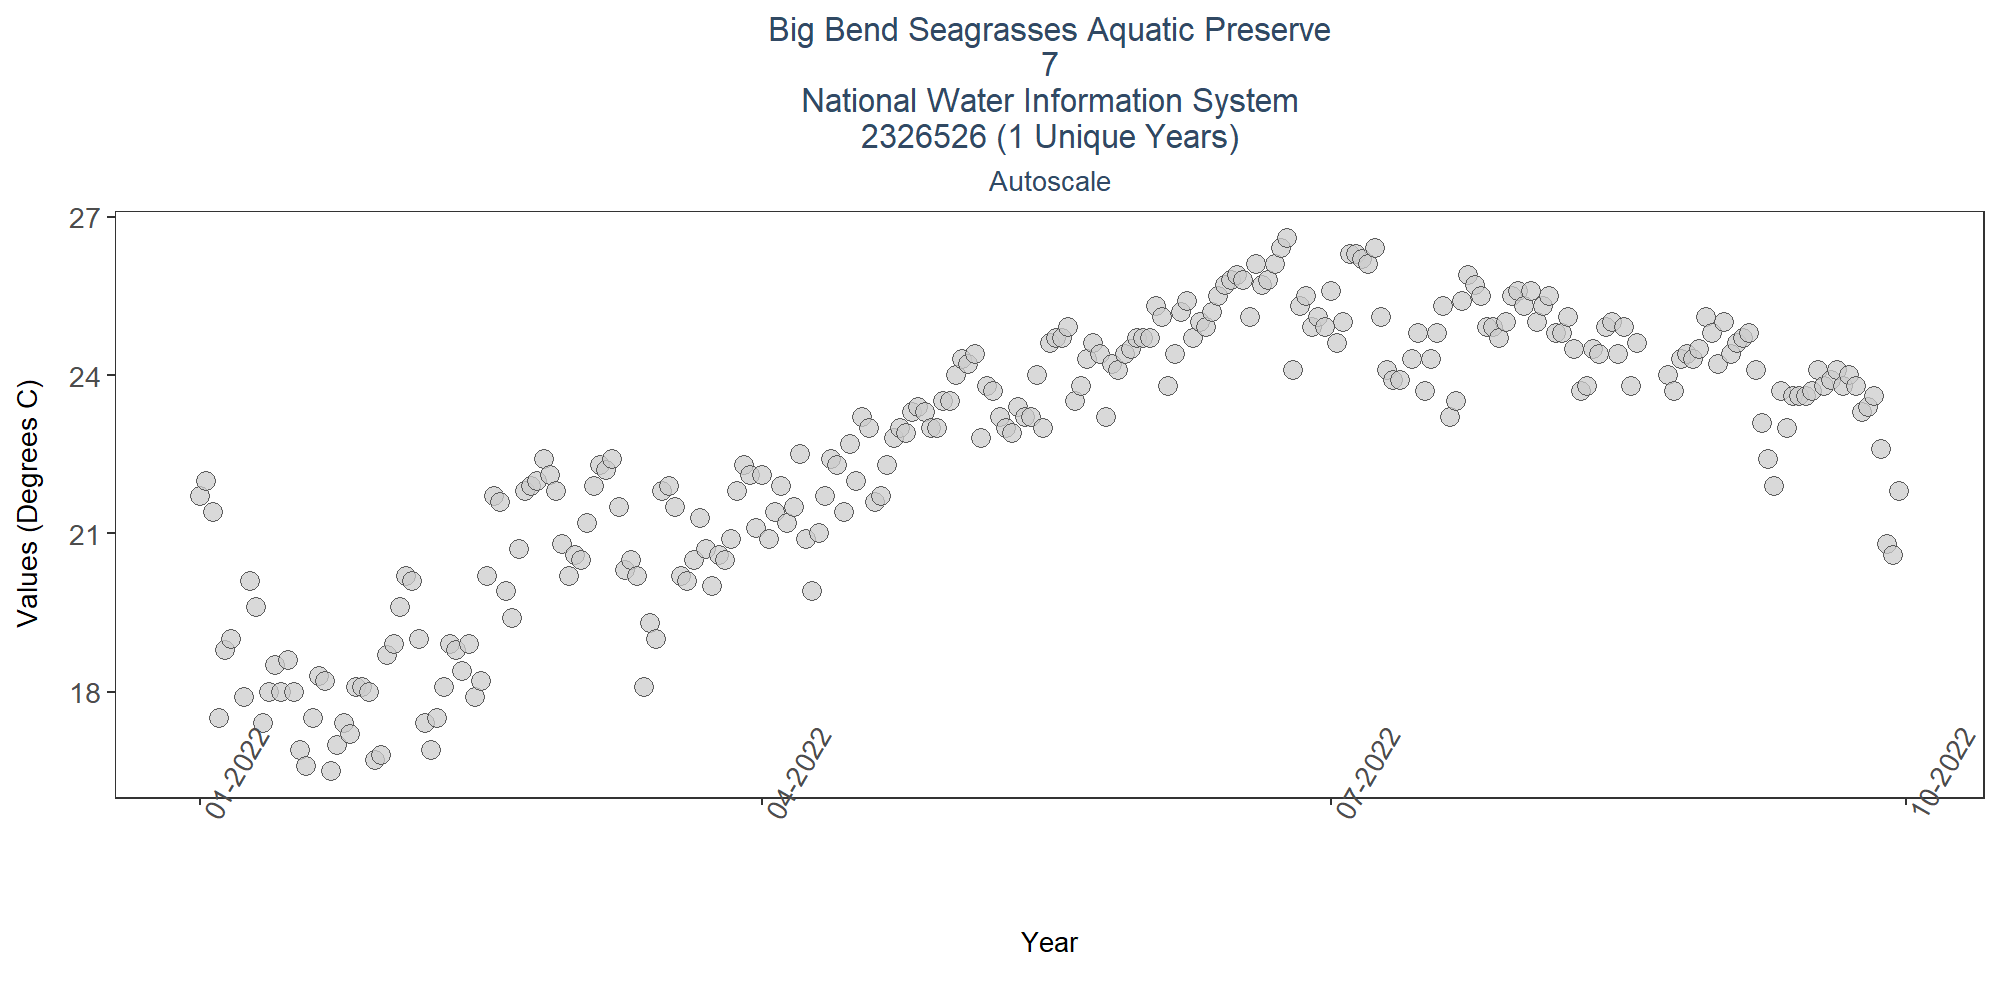 Big Bend Seagrasses Aquatic Preserve
7
National Water Information System
2326526 (1 Unique Years)
Autoscale
27
24
21
18
Values (Degrees C)
01-2022
04-2022
07-2022
10-2022
Year